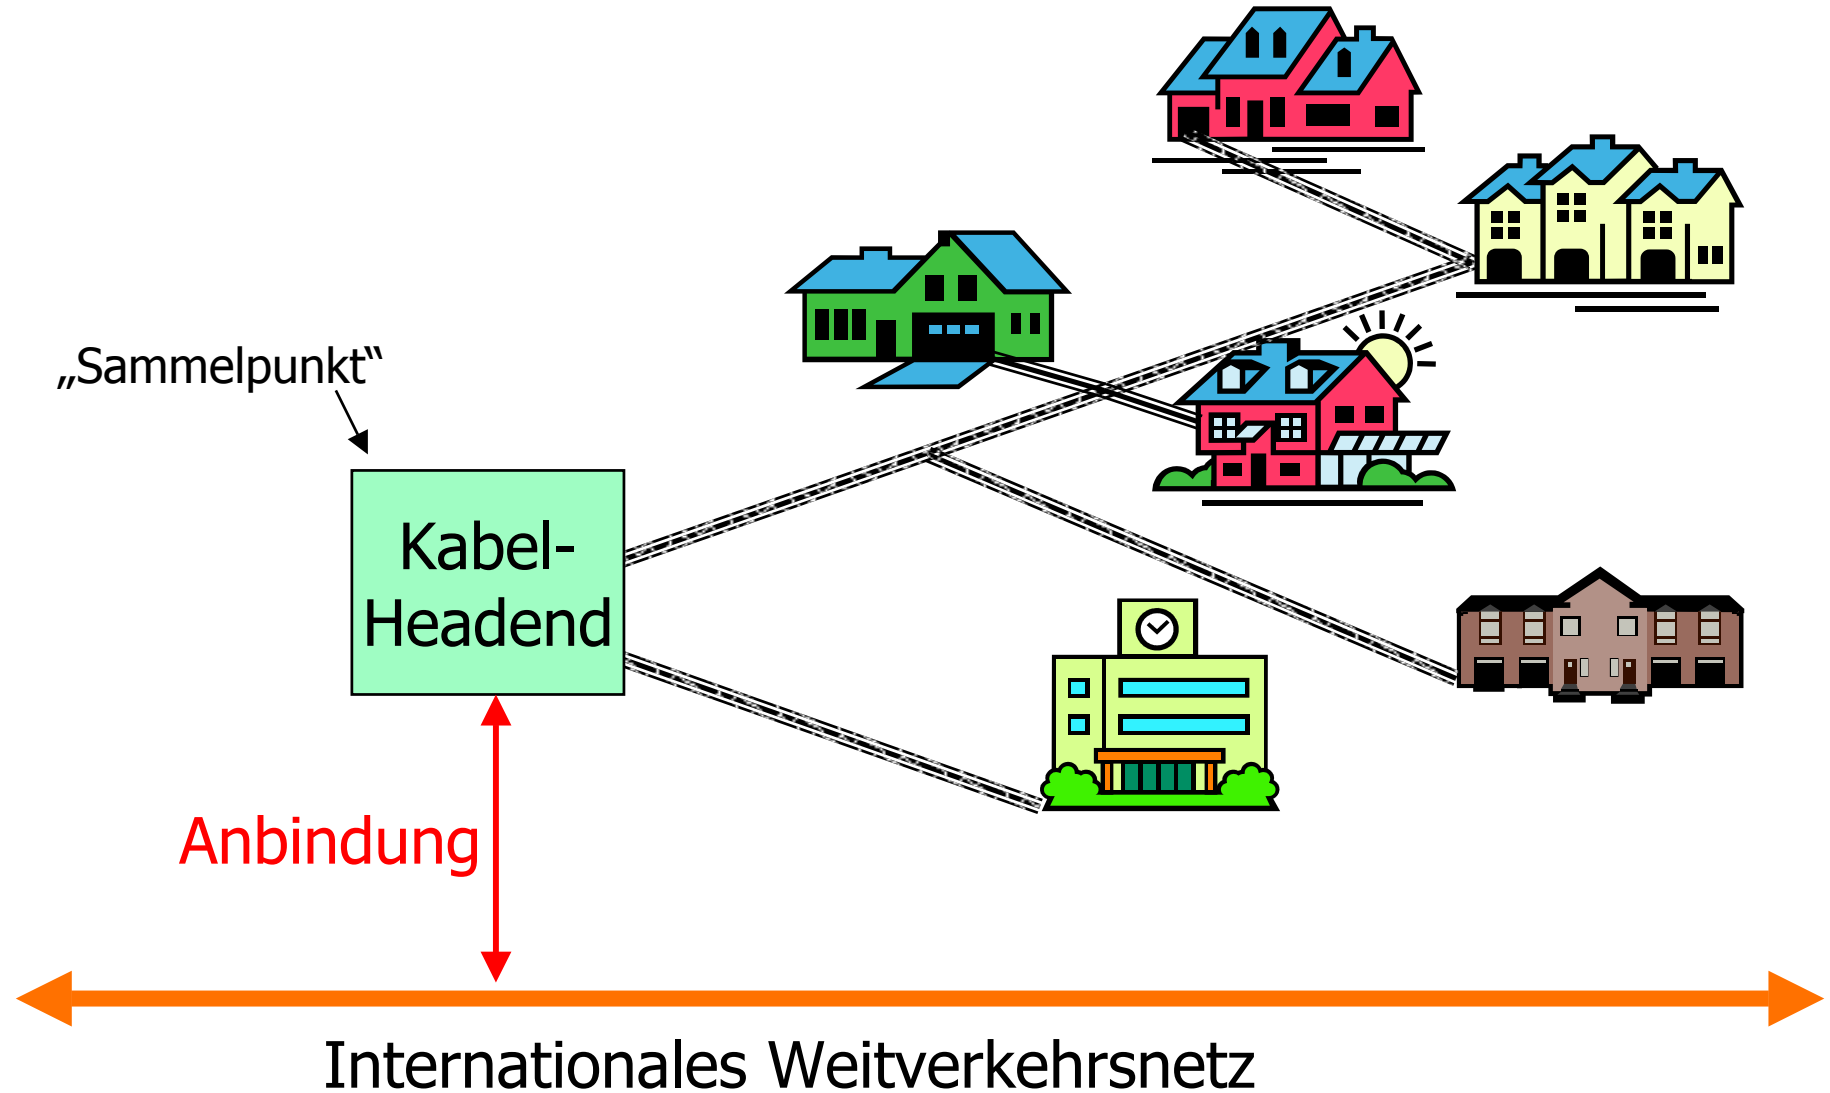 „Sammelpunkt“
Kabel-
Headend
Anbindung
Internationales Weitverkehrsnetz